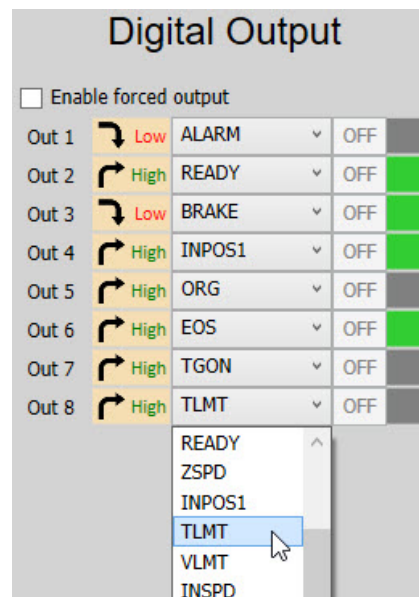 Digital Output
Enable forced output
Out 1 Low ALARM OFF
Out 2 High READY OFF
Out 3 Low BRAKE OFF
Out 4 High INPOS1 OFF
Out 5 High ORG OFF
Out 6 High EOS OFF
Out 7 High TGON OFF
Out 8 High TLMT OFF
READY
ZSPD
INPOS1
TLMT
VLMT
INSPD